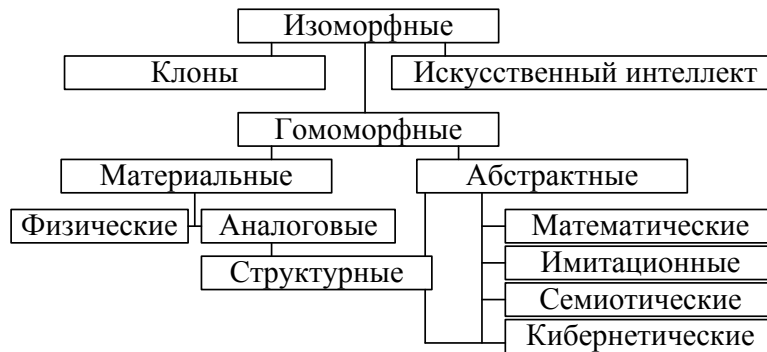 Изоморфные
Клоны
Искусственный интеллект
Гомоморфные
Материальные
Абстрактные
Физические
Аналоговые
Математические
Структурные
Имитационные
Семиотические
Кибернетические